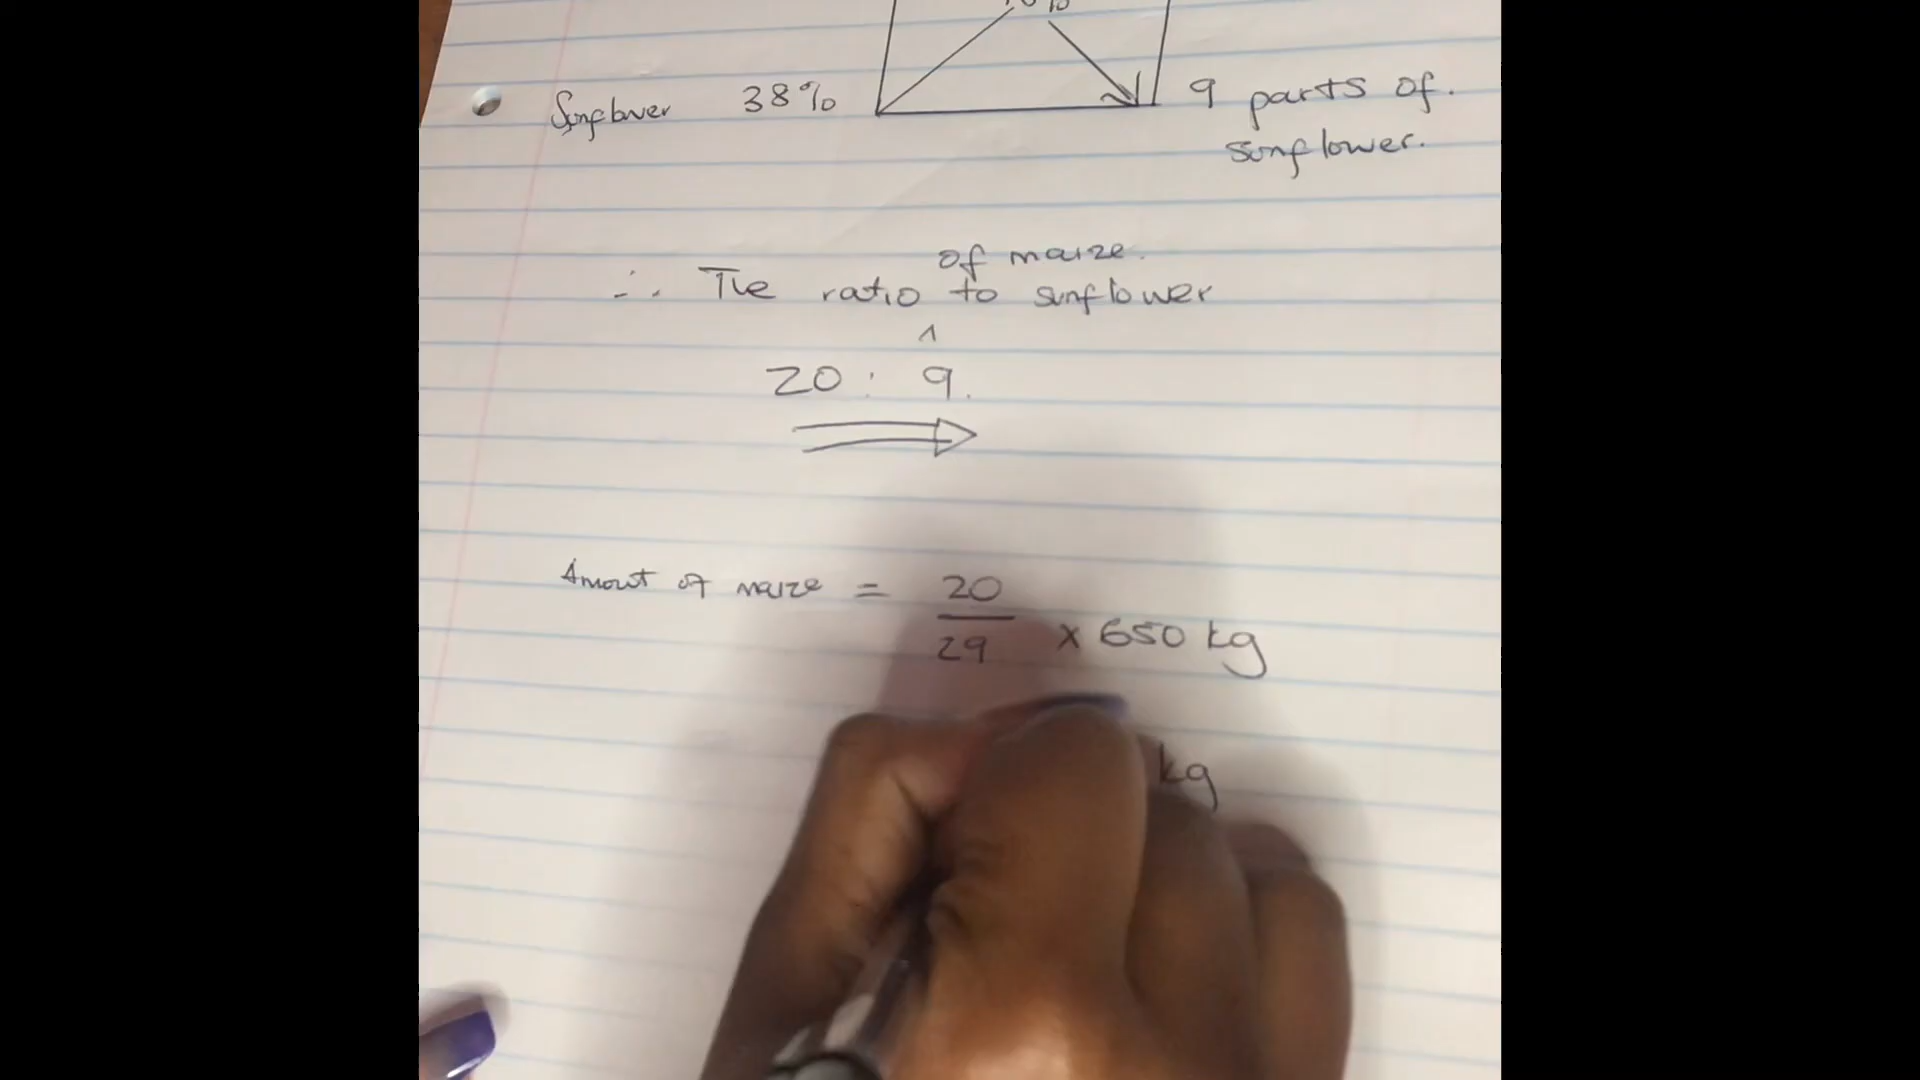 Sunflower 38% 9 parts of.
sunflower.
of maize.
∴ The ratio to sunflower
^
20 : 9.
Amount of maize = 20
29 x 650 kg
kg